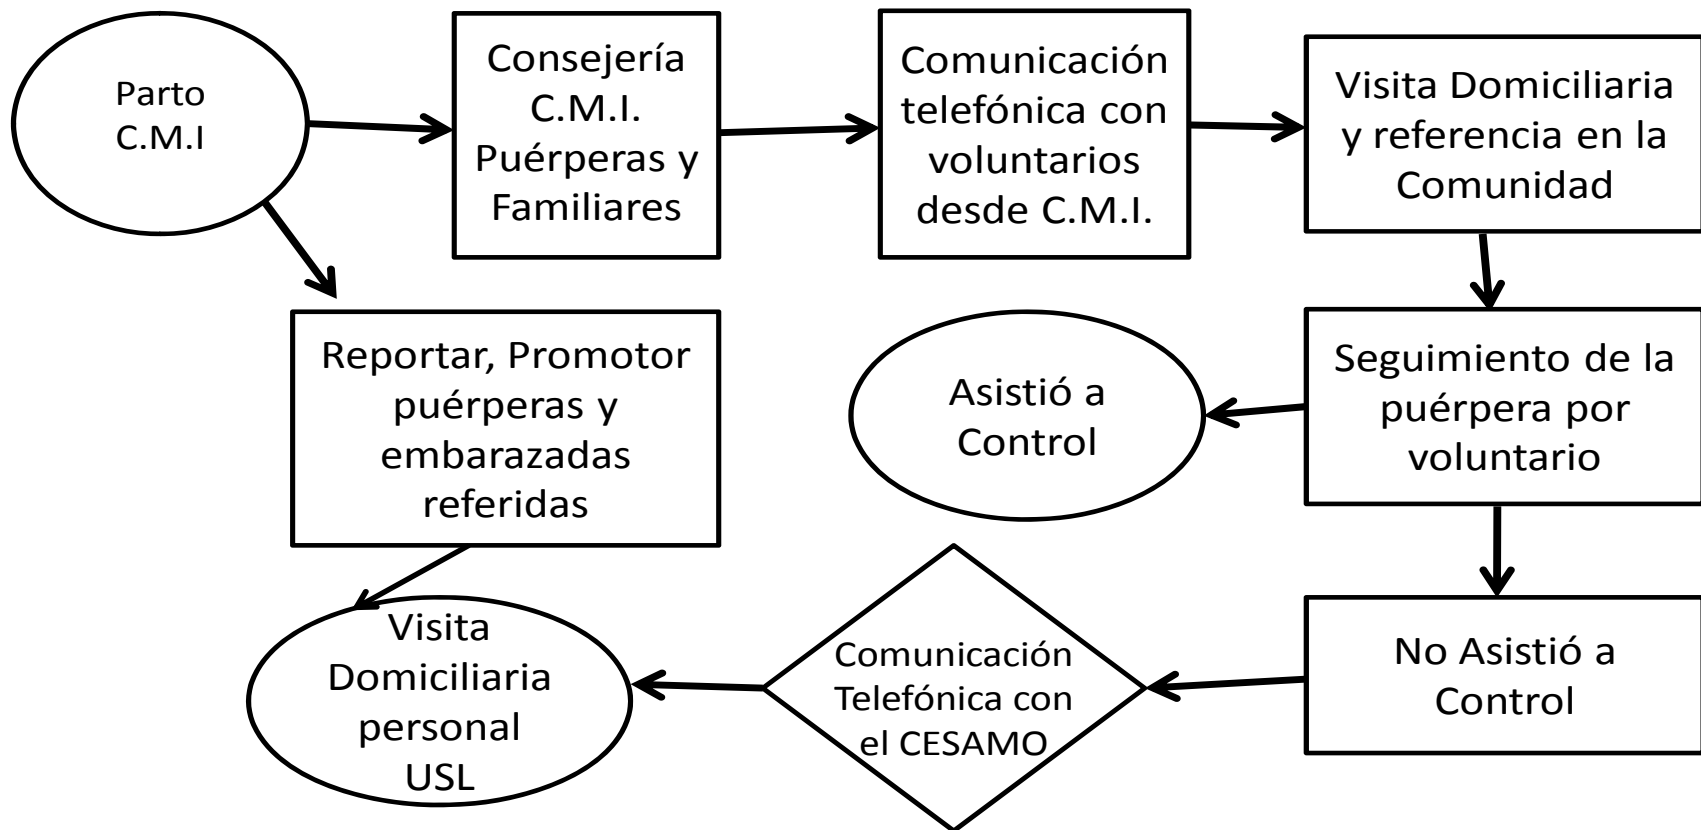 Parto
C.M.I
Consejería
C.M.I.
Puérperas y
Familiares
Comunicación
telefónica con
voluntarios
desde C.M.I.
Visita Domiciliaria
y referencia en la
Comunidad
Reportar, Promotor
puérperas y
embarazadas
referidas
Asistió a
Control
Seguimiento de la
puérpera por
voluntario
Visita
Domiciliaria
personal
USL
Comunicación
Telefónica con
el CESAMO
No Asistió a
Control